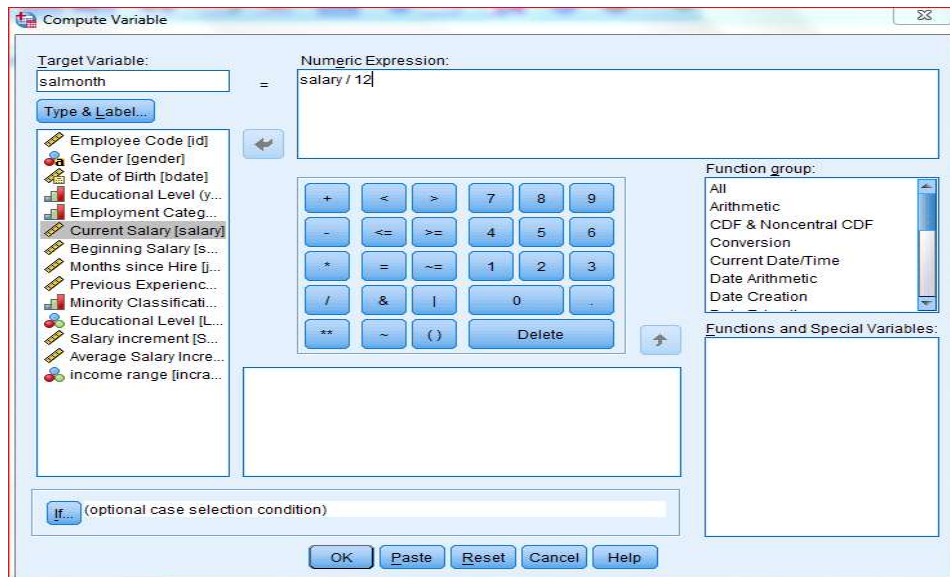 Compute Variable
Target Variable:
salmonth
=
Numeric Expression:
salary / 12
Type & Label...
Employee Code [id]
Gender [gender]
Date of Birth [bdate]
Educational Level (y...
Employment Categ...
Current Salary [salary]
Beginning Salary [s...
Months since Hire [j...
Previous Experienc...
Minority Classificati...
Educational Level [L...
Salary increment [S...
Average Salary Incre...
income range [incra...
+ < > 7 8 9
- <= >= 4 5 6
* = ~= 1 2 3
/ & | 0 .
** ~ ( ) Delete
Function group:
All
Arithmetic
CDF & Noncentral CDF
Conversion
Current Date/Time
Date Arithmetic
Date Creation
Functions and Special Variables:
If... (optional case selection condition)
OK Paste Reset Cancel Help